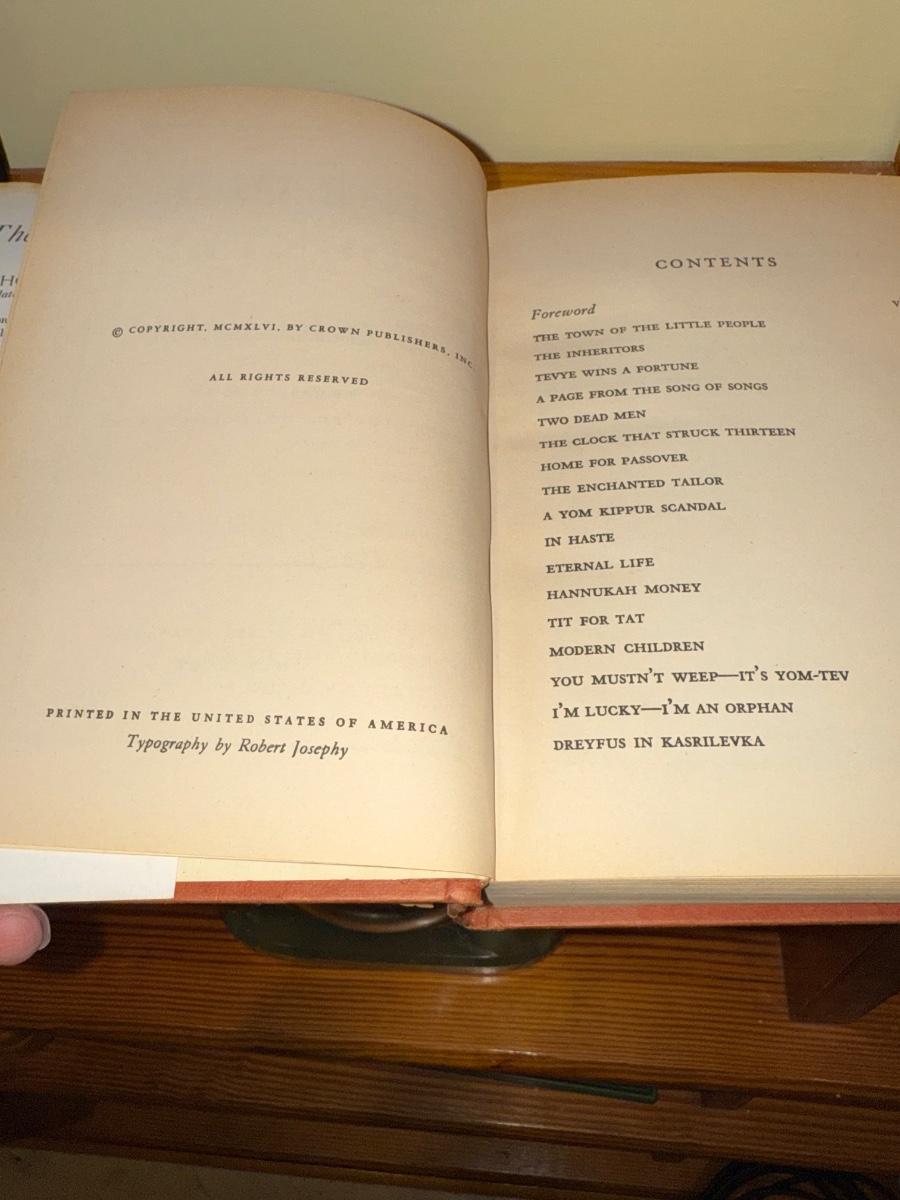 The
© COPYRIGHT, MCMXLVI, BY CROWN PUBLISHERS, INC.
ALL RIGHTS RESERVED
PRINTED IN THE UNITED STATES OF AMERICA
Typography by Robert Josephy
CONTENTS
Foreword
THE TOWN OF THE LITTLE PEOPLE
THE INHERITORS
TEVYE WINS A FORTUNE
A PAGE FROM THE SONG OF SONGS
TWO DEAD MEN
THE CLOCK THAT STRUCK THIRTEEN
HOME FOR PASSOVER
THE ENCHANTED TAILOR
A YOM KIPPUR SCANDAL
IN HASTE
ETERNAL LIFE
HANNUKAH MONEY
TIT FOR TAT
MODERN CHILDREN
YOU MUSTN'T WEEP—IT'S YOM-TEV
I'M LUCKY—I'M AN ORPHAN
DREYFUS IN KASRILEVKA